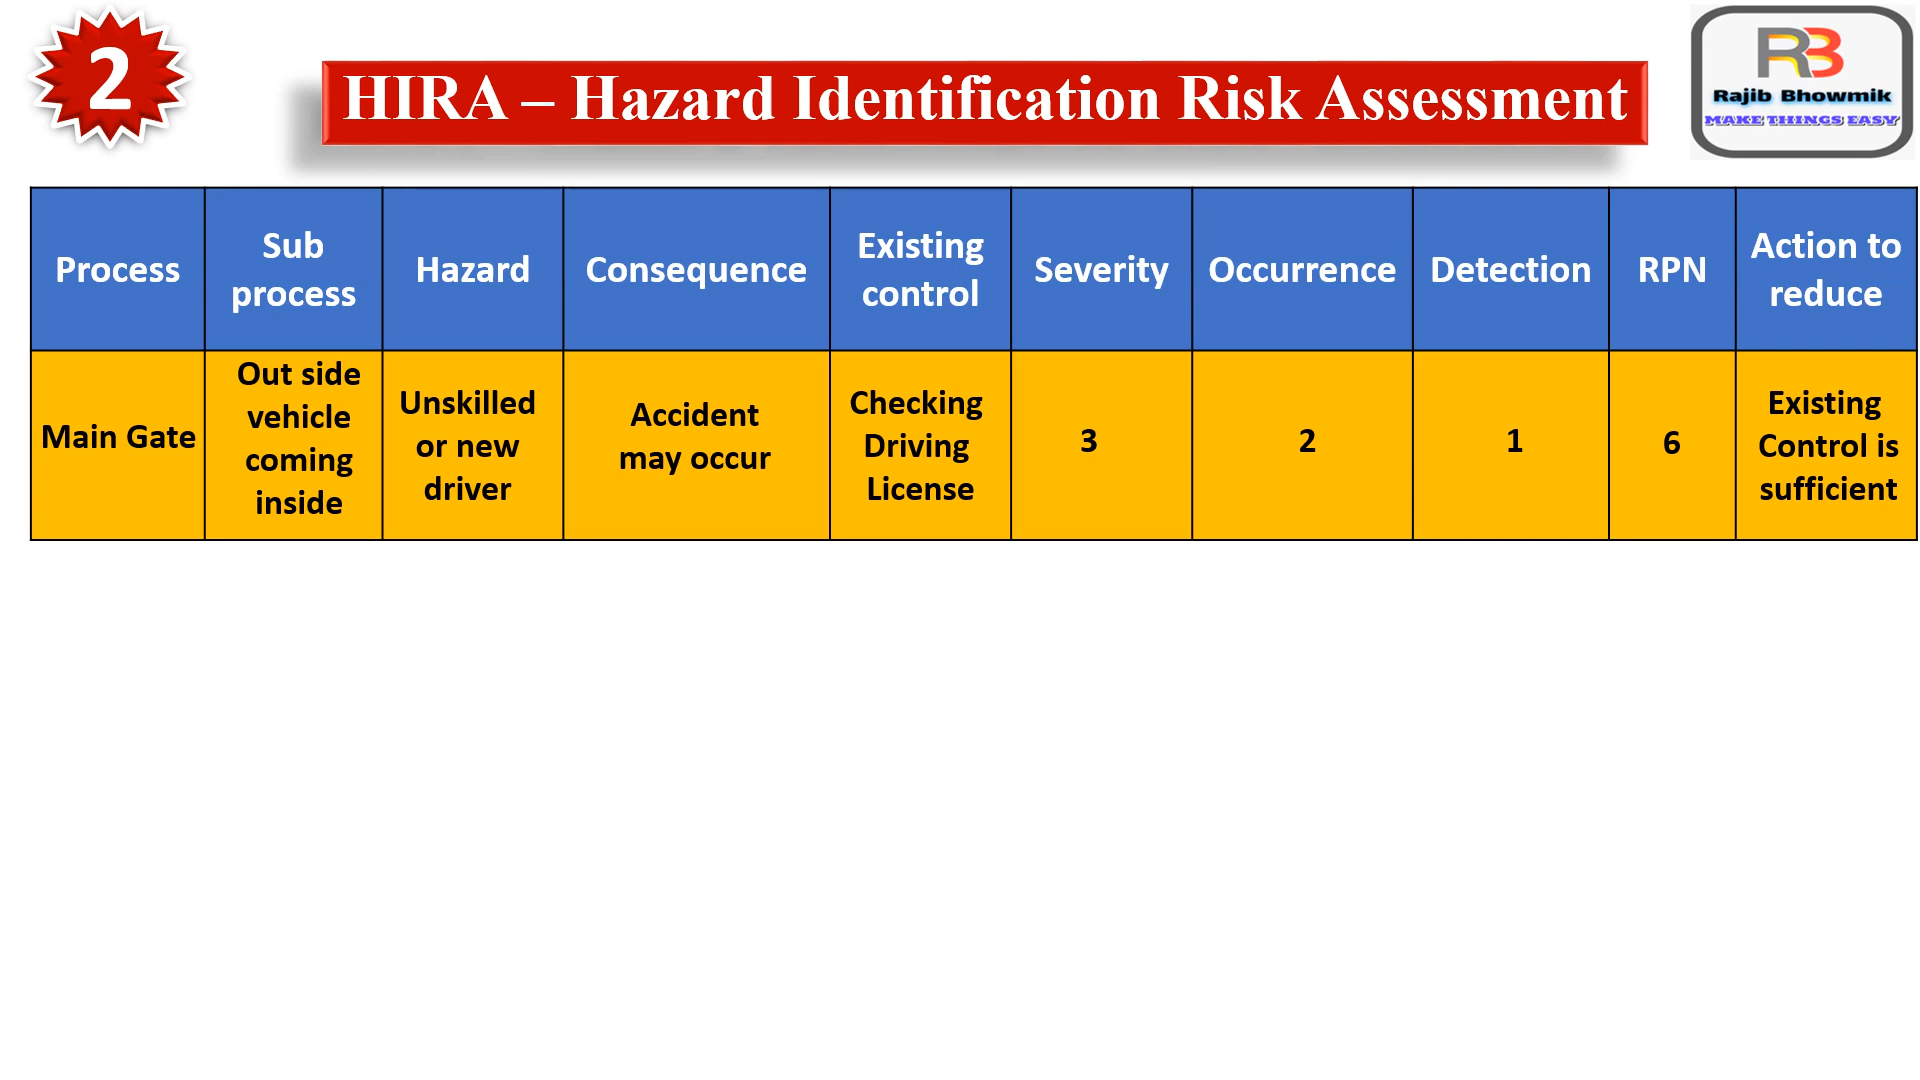 2
HIRA – Hazard Identification Risk Assessment
RB
Rajib Bhowmik
MAKE THINGS EASY
Process
Sub
process
Hazard
Consequence
Existing
control
Severity
Occurrence
Detection
RPN
Action to
reduce
Main Gate
Out side
vehicle
coming
inside
Unskilled
or new
driver
Accident
may occur
Checking
Driving
License
3
2
1
6
Existing
Control is
sufficient